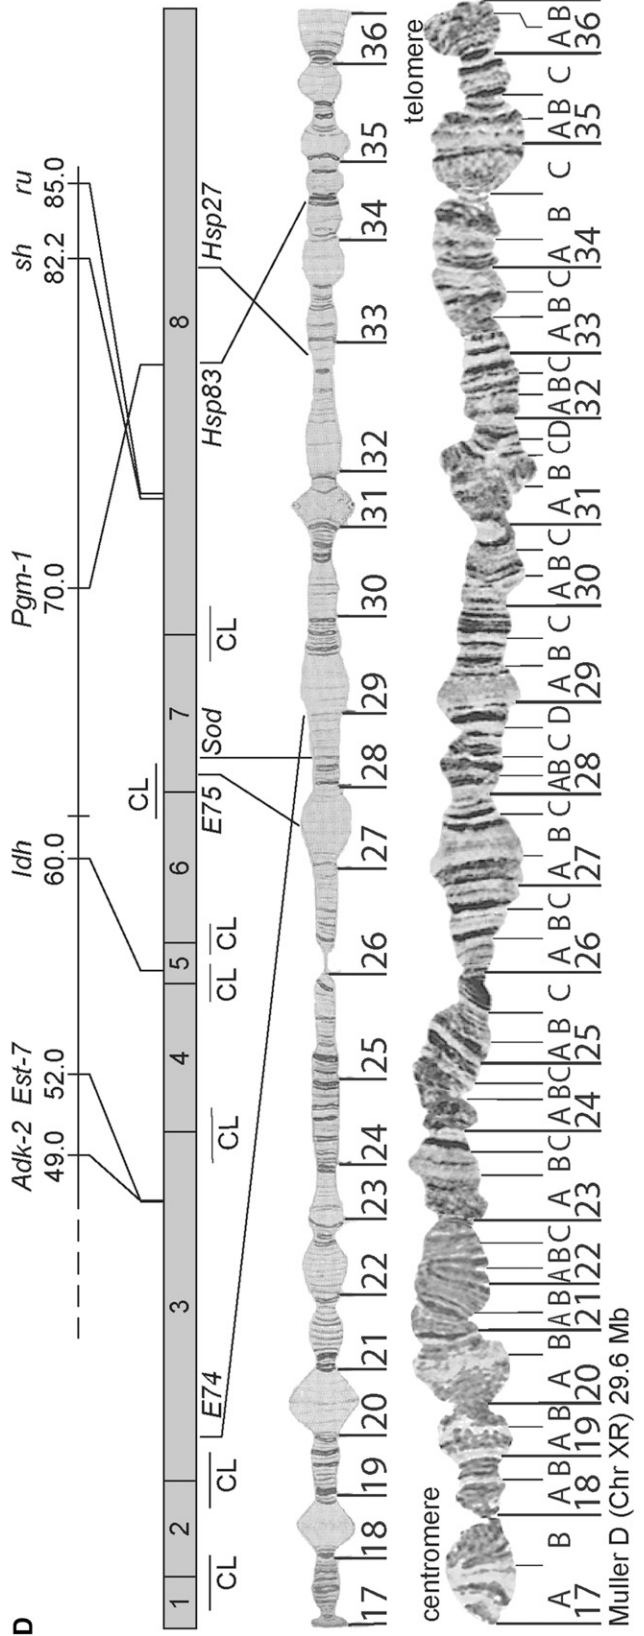 D
Adk-2 Est-7 Idh Pgm-1 sh ru
49.0 52.0 60.0 70.0 82.2 85.0
CL
1 2 3 4 5 6 7 8
E74 E75 Sod Hsp83 Hsp27
CL CL CL CL CL CL
17 18 19 20 21 22 23 24 25 26 27 28 29 30 31 32 33 34 35 36
centromere telomere
A B A B A B A B A B A B C A B C A B C A B C A B C A B C A B C D A B C A B C A B C D A B C A B C A B C A B C A B
17 18 19 20 21 22 23 24 25 26 27 28 29 30 31 32 33 34 35 36
Muller D (Chr XR) 29.6 Mb